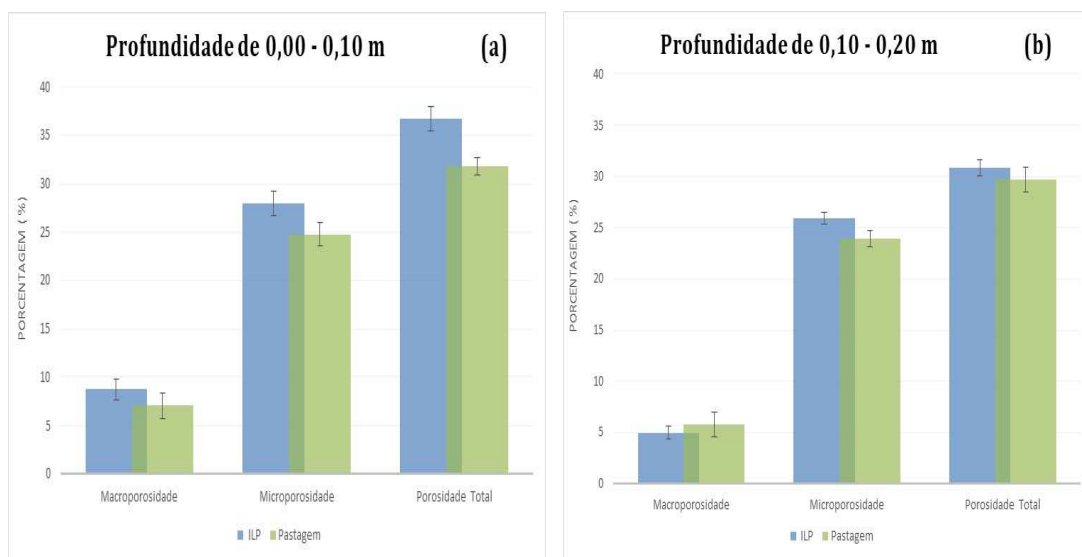 Profundidade de 0,00 - 0,10 m (a)
40
35
30
25
20
15
10
5
0
PORCENTAGEM ( %)
Macroporosidade Microporosidade Porosidade Total
ILP Pastagem
Profundidade de 0,10 - 0,20 m (b)
40
35
30
25
20
15
10
5
0
PORCENTAGEM ( %)
Macroporosidade Microporosidade Porosidade Total
ILP Pastagem